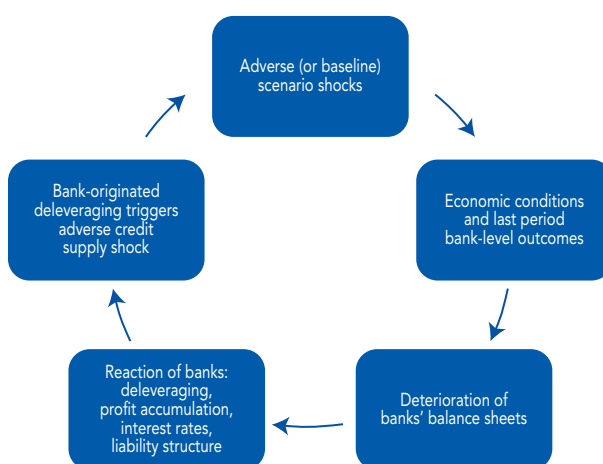 Adverse (or baseline)
scenario shocks
Economic conditions
and last period
bank-level outcomes
Deterioration of
banks' balance sheets
Reaction of banks:
deleveraging,
profit accumulation,
interest rates,
liability structure
Bank-originated
deleveraging triggers
adverse credit
supply shock